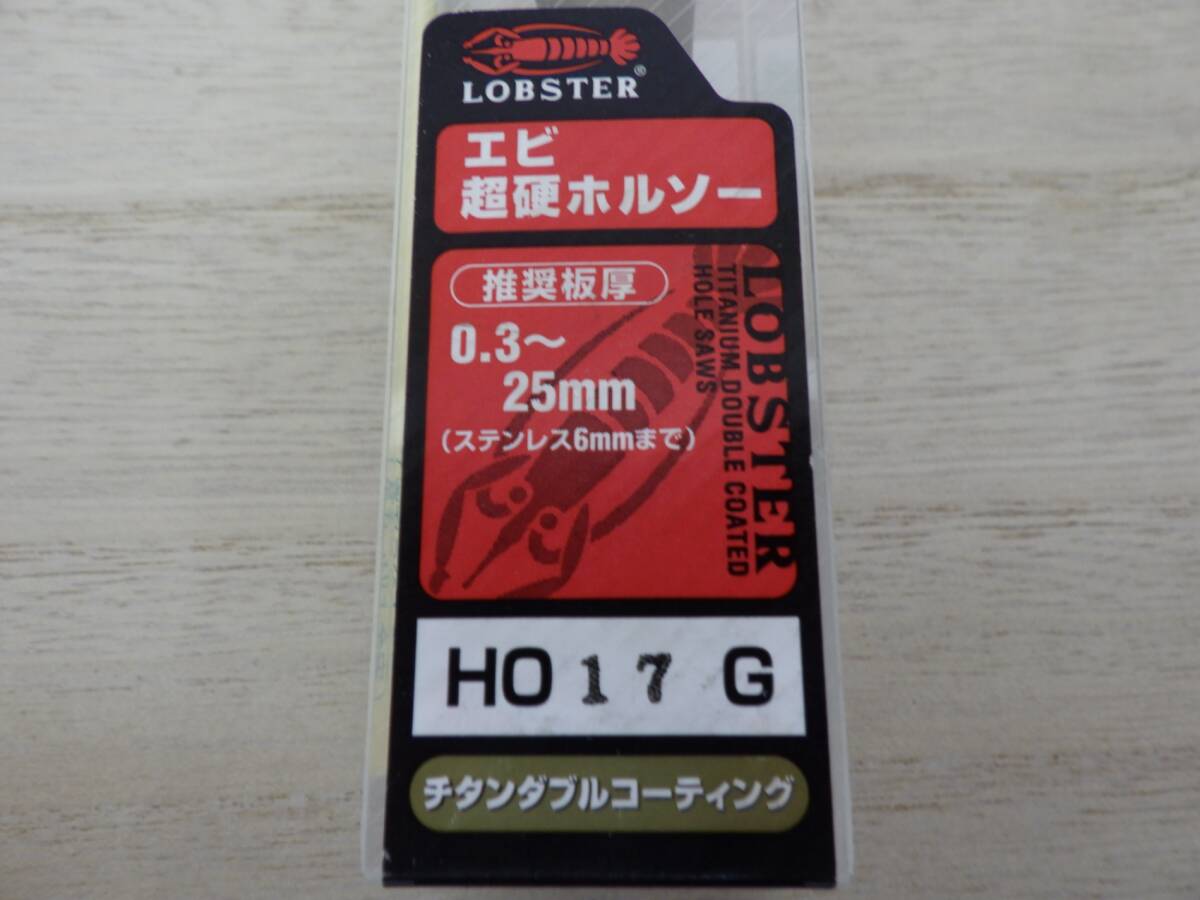 LOBSTER®
エビ
超硬ホルソー
推奨板厚
0.3〜
25mm
(ステンレス6mmまで)
LOBSTER
TITANIUM DOUBLE COATED
HOLE SAWS
HO 17 G
チタンダブルコーティング